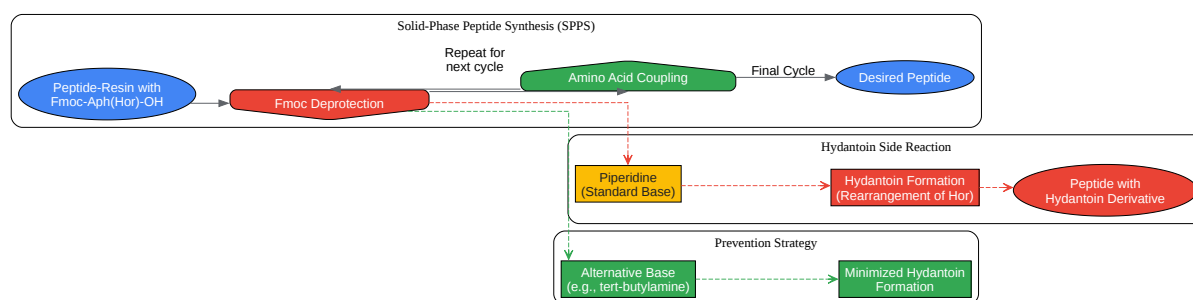 Solid-Phase Peptide Synthesis (SPPS)
Peptide-Resin with
Fmoc-Aph(Hor)-OH
Fmoc Deprotection
Repeat for
next cycle
Amino Acid Coupling
Final Cycle
Desired Peptide
Hydantoin Side Reaction
Piperidine
(Standard Base)
Hydantoin Formation
(Rearrangement of Hor)
Peptide with
Hydantoin Derivative
Prevention Strategy
Alternative Base
(e.g., tert-butylamine)
Minimized Hydantoin
Formation